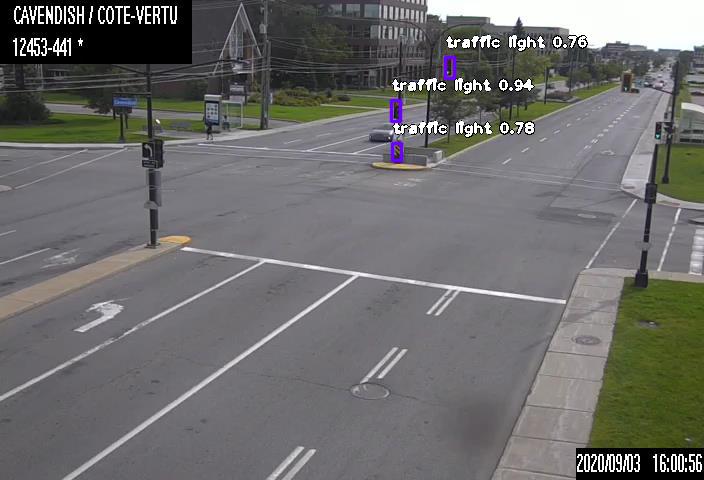 CAVENDISH / COTE-VERTU
12453-441 *
traffic light 0.76
traffic light 0.94
traffic light 0.78
2020/09/03 16:00:56